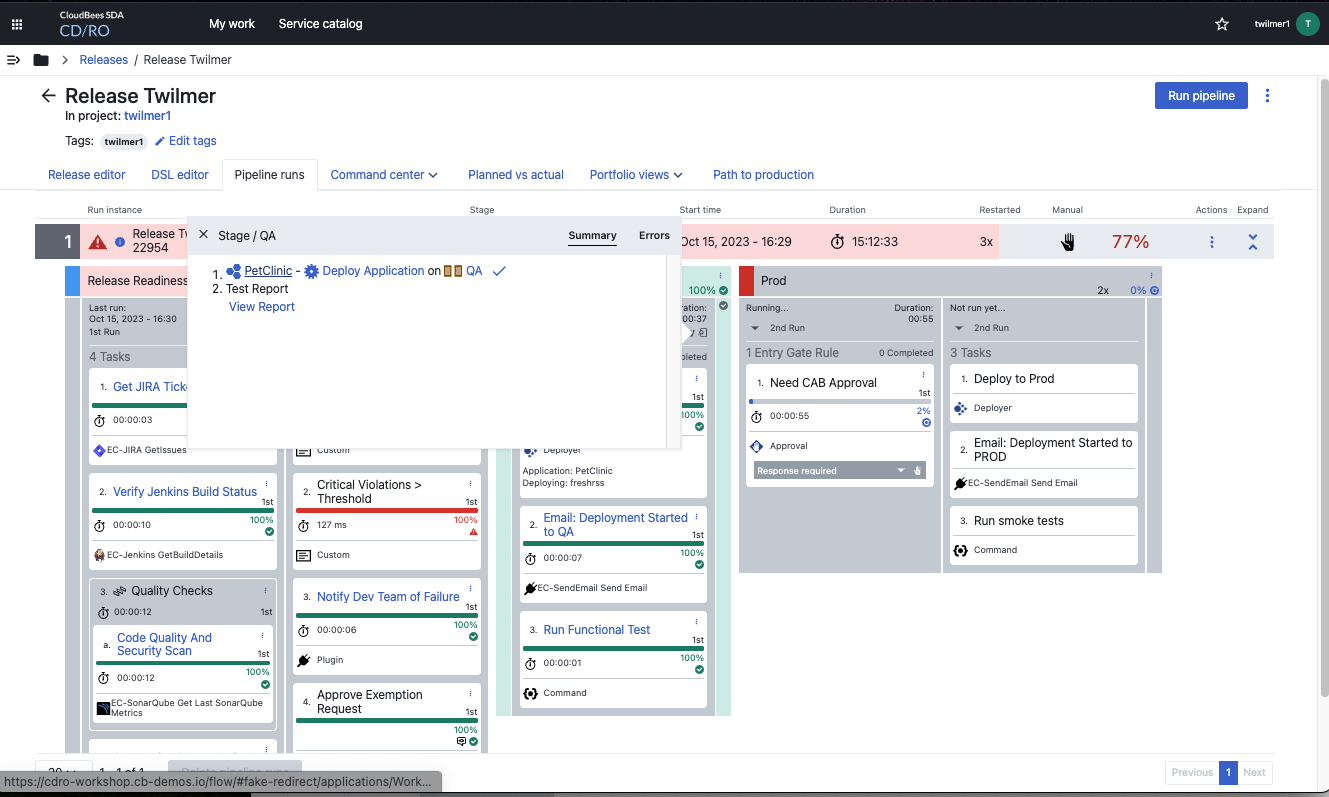 CloudBees SDA
CD/RO
My work
Service catalog
twilmer1
T
Releases / Release Twilmer
Release Twilmer
In project: twilmer1
Tags: twilmer1 Edit tags
Run pipeline
Release editor
DSL editor
Pipeline runs
Command center
Planned vs actual
Portfolio views
Path to production
Run instance
Stage
Start time
Duration
Restarted
Manual
Actions
Expand
1
Release Tw
22954
Oct 15, 2023 - 16:29
15:12:33
3x
77%
Stage / QA
Summary
Errors
1. PetClinic - Deploy Application on QA
2. Test Report
View Report
Release Readiness
Last run:
Oct 15, 2023 - 16:30
1st Run
4 Tasks
1. Get JIRA Ticke
00:00:03
EC-JIRA GetIssues
2. Verify Jenkins Build Status
1st
100%
00:00:10
EC-Jenkins GetBuildDetails
3. Quality Checks
00:00:12
1st
a. Code Quality And
Security Scan
1st
100%
00:00:12
EC-SonarQube Get Last SonarQube
Metrics
Custom
2. Critical Violations >
Threshold
1st
100%
127 ms
Custom
3. Notify Dev Team of Failure
1st
100%
00:00:06
Plugin
4. Approve Exemption
Request
1st
100%
100%
ration:
00:37
7
pleted
1st
100%
Deployer
Application: PetClinic
Deploying: freshrss
2. Email: Deployment Started
to QA
1st
100%
00:00:07
EC-SendEmail Send Email
3. Run Functional Test
1st
100%
00:00:01
Command
Prod
2x
0%
Running...
Duration:
00:55
2nd Run
1 Entry Gate Rule
0 Completed
1. Need CAB Approval
1st
2%
00:00:55
Approval
Response required
Not run yet...
2nd Run
3 Tasks
1. Deploy to Prod
Deployer
2. Email: Deployment Started to
PROD
EC-SendEmail Send Email
3. Run smoke tests
Command
20
1 - 1 of 1
Delete pipeline runs
Previous
1
Next
https://cdro-workshop.cb-demos.io/flow/#fake-redirect/applications/Work...